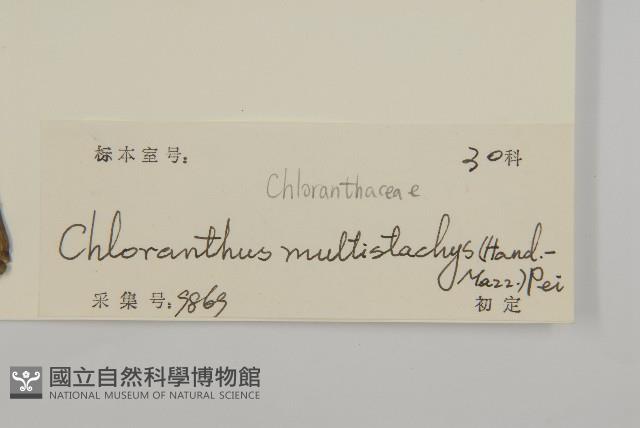 标本室号: 30科
Chloranthaceae
Chloranthus multistachys (Hand.-
Mazz.) Pei
采集号: 9869 初定
國立自然科學博物館
NATIONAL MUSEUM OF NATURAL SCIENCE